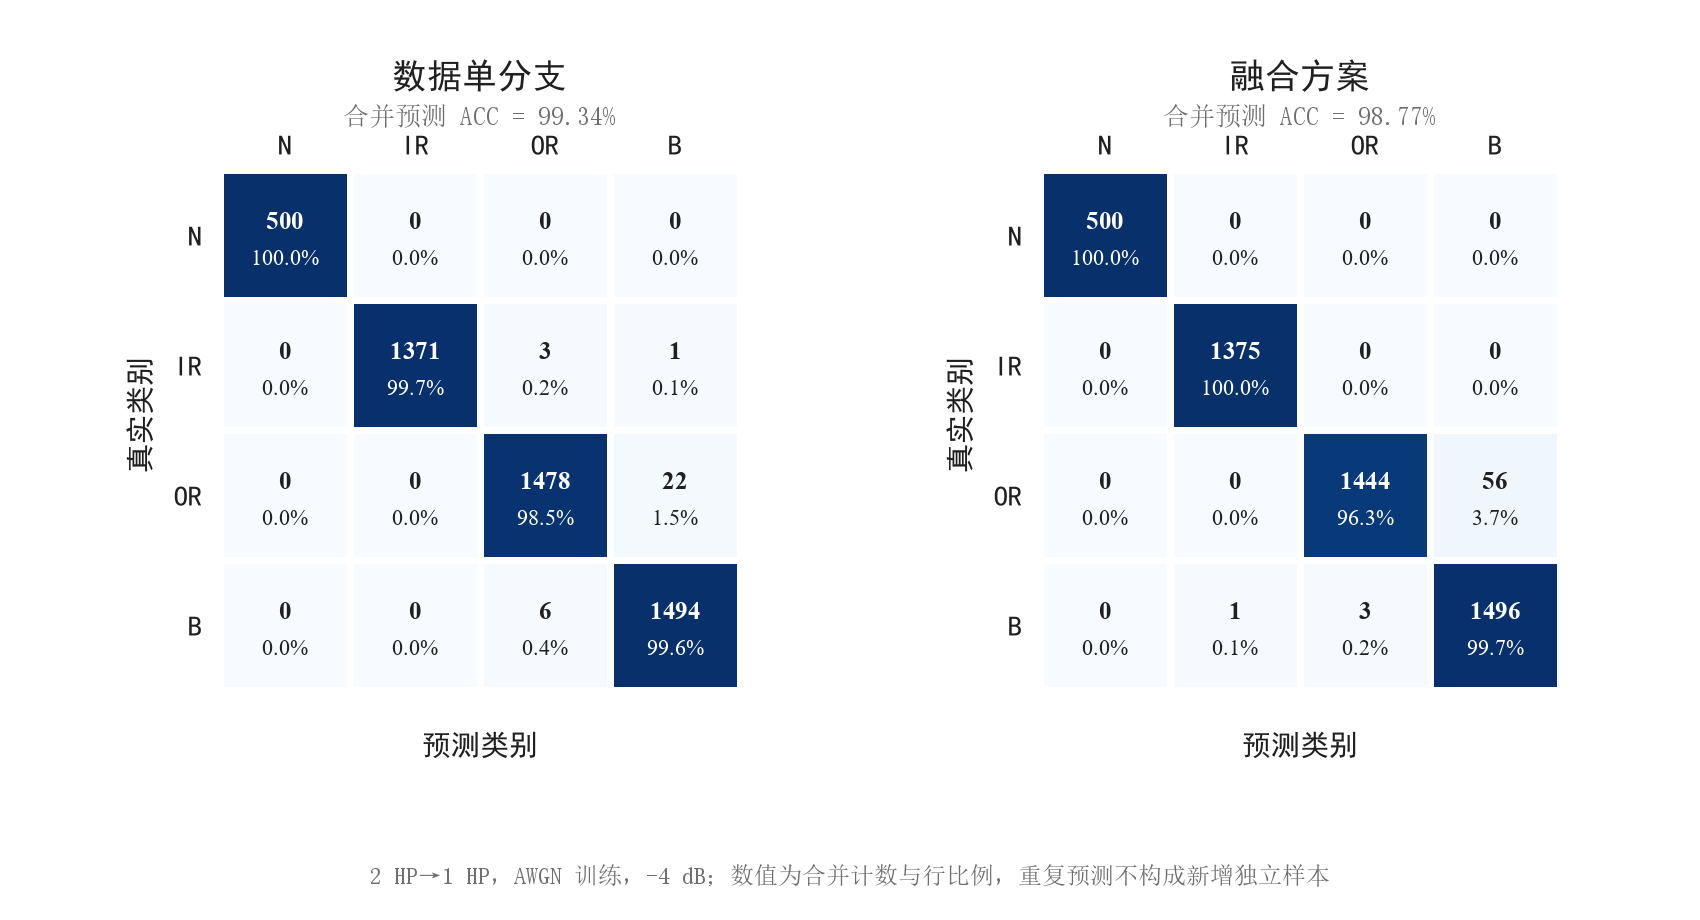 数据单分支
合并预测 ACC = 99.34%
N IR OR B
N 500 0 0 0
100.0% 0.0% 0.0% 0.0%
IR 0 1371 3 1
0.0% 99.7% 0.2% 0.1%
OR 0 0 1478 22
0.0% 0.0% 98.5% 1.5%
B 0 0 6 1494
0.0% 0.0% 0.4% 99.6%
真实类别
预测类别
融合方案
合并预测 ACC = 98.77%
N IR OR B
N 500 0 0 0
100.0% 0.0% 0.0% 0.0%
IR 0 1375 0 0
0.0% 100.0% 0.0% 0.0%
OR 0 0 1444 56
0.0% 0.0% 96.3% 3.7%
B 0 1 3 1496
0.0% 0.1% 0.2% 99.7%
真实类别
预测类别
2 HP→1 HP，AWGN 训练，-4 dB；数值为合并计数与行比例，重复预测不构成新增独立样本